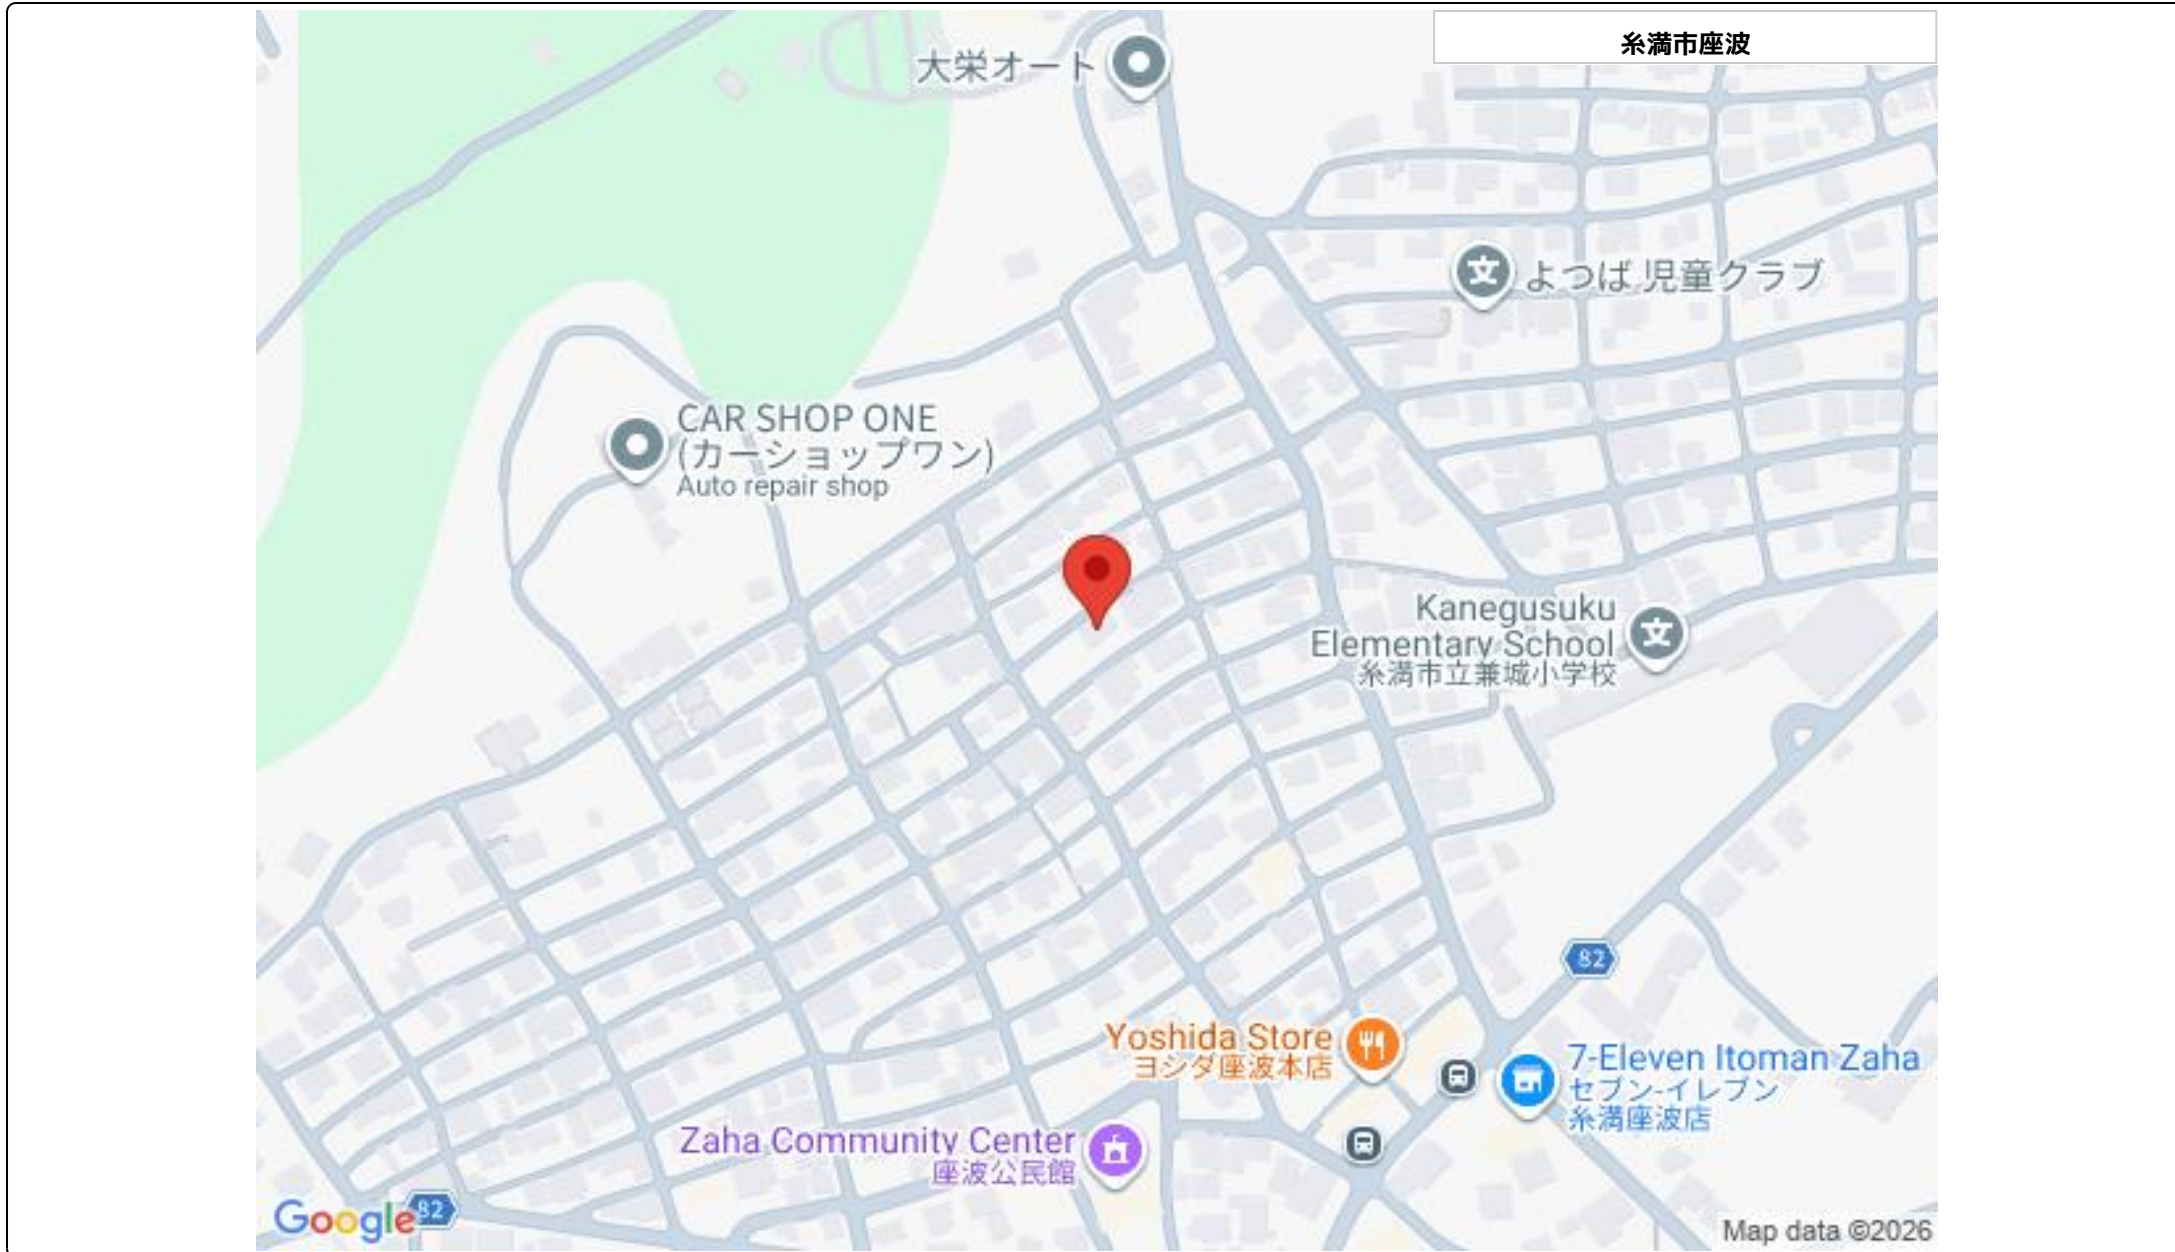 糸満市座波
大栄オート
よつば 児童クラブ
CAR SHOP ONE
(カーショップワン)
Auto repair shop
Kanegusuku
Elementary School
糸満市立兼城小学校
82
Yoshida Store
ヨシダ座波本店
7-Eleven Itoman Zaha
セブン-イレブン
糸満座波店
Zaha Community Center
座波公民館
Google
82
Map data ©2026